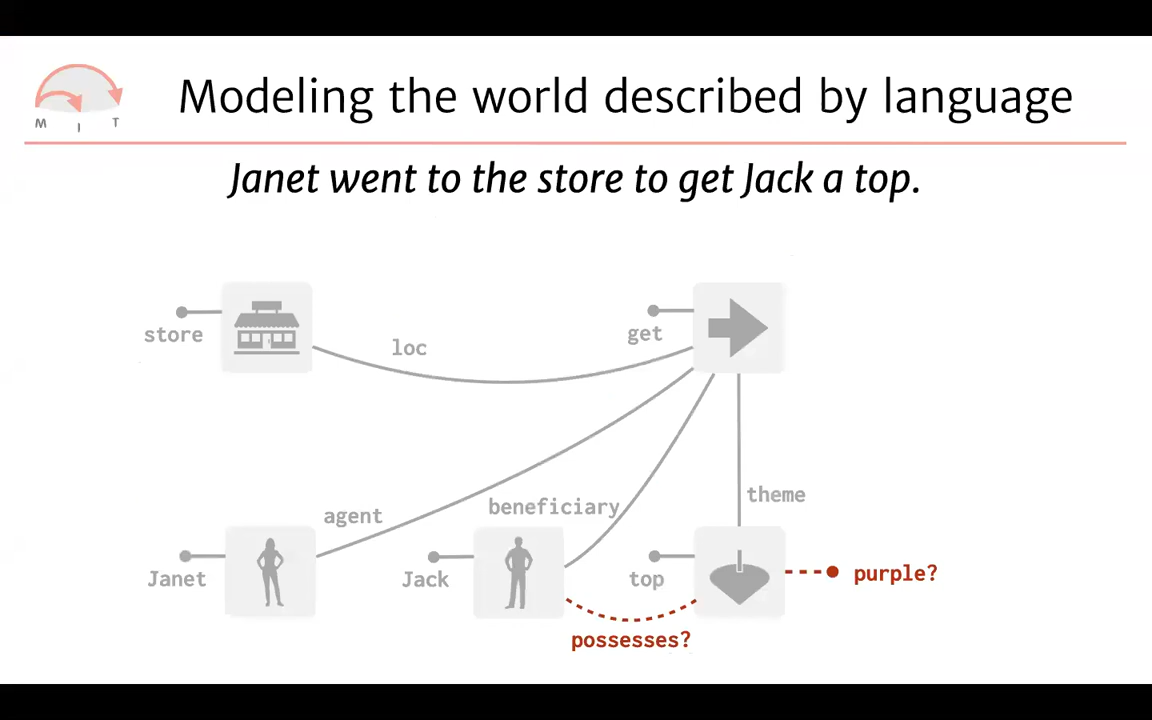 Modeling the world described by language
M I T
Janet went to the store to get Jack a top.
store
loc
get
agent
beneficiary
theme
Janet
Jack
top
purple?
possesses?